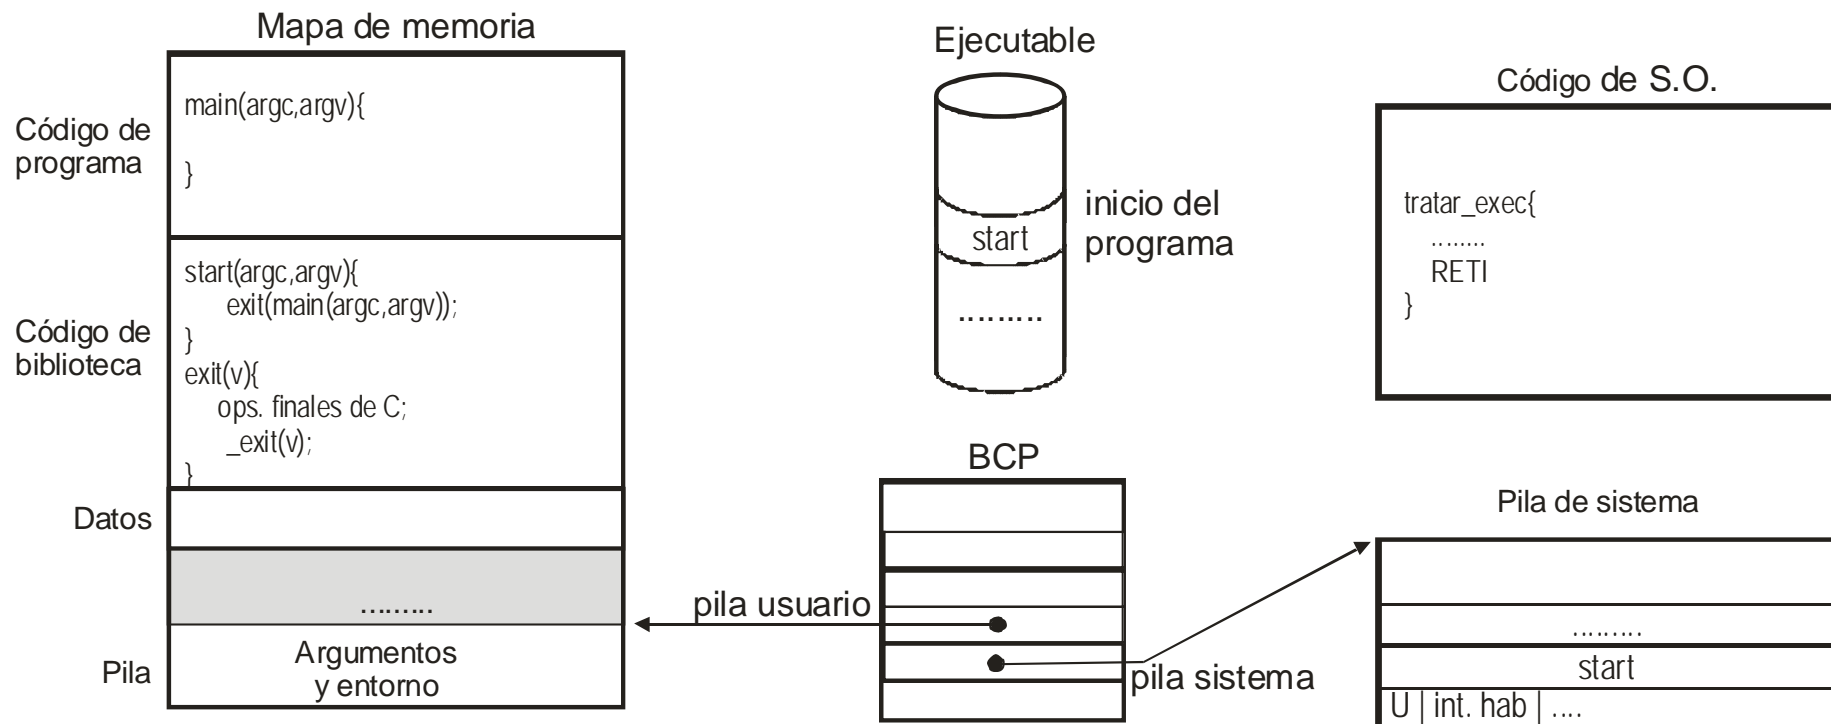 Mapa de memoria
Código de
programa
main(argc,argv){
}
Código de
biblioteca
start(argc,argv){
exit(main(argc,argv));
}
exit(v){
ops. finales de C;
_exit(v);
}
Datos
.........
Pila
Argumentos
y entorno
Ejecutable
start
.........
inicio del
programa
BCP
pila usuario
pila sistema
Código de S.O.
tratar_exec{
........
RETI
}
Pila de sistema
.........
start
U | int. hab | ....